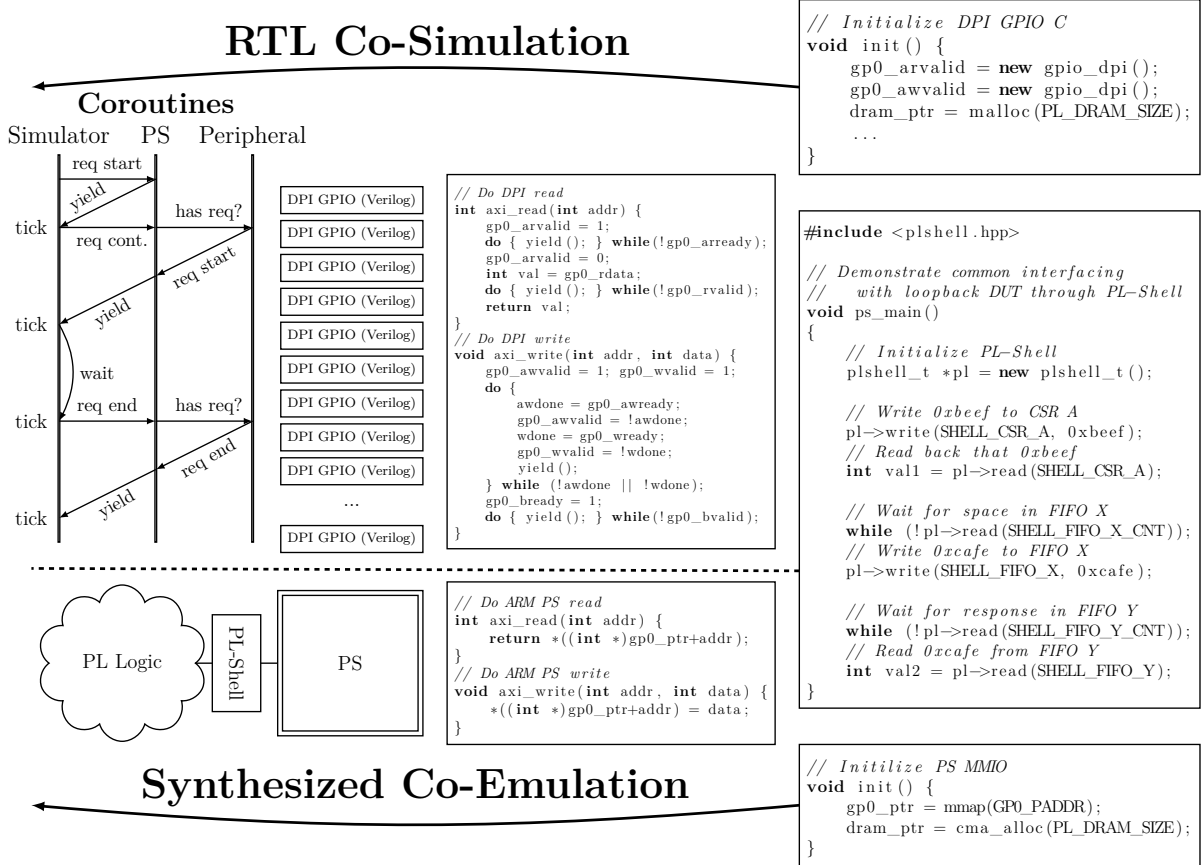 RTL Co-Simulation
Coroutines
Simulator PS Peripheral
req start
yield
tick
has req?
req cont.
req start
yield
tick
wait
req end
has req?
tick
req end
yield
tick
DPI GPIO (Verilog)
DPI GPIO (Verilog)
DPI GPIO (Verilog)
DPI GPIO (Verilog)
DPI GPIO (Verilog)
DPI GPIO (Verilog)
DPI GPIO (Verilog)
DPI GPIO (Verilog)
DPI GPIO (Verilog)
...
DPI GPIO (Verilog)
// Do DPI read
int axi_read(int addr) {
gp0_arvalid = 1;
do { yield(); } while(!gp0_arready);
gp0_arvalid = 0;
int val = gp0_rdata;
do { yield(); } while(!gp0_rvalid);
return val;
}
// Do DPI write
void axi_write(int addr, int data) {
gp0_awvalid = 1; gp0_wvalid = 1;
do {
awdone = gp0_awready;
gp0_awvalid = !awdone;
wdone = gp0_wready;
gp0_wvalid = !wdone;
yield();
} while (!awdone || !wdone);
gp0_bready = 1;
do { yield(); } while(!gp0_bvalid);
}
// Initialize DPI GPIO C
void init() {
gp0_arvalid = new gpio_dpi();
gp0_awvalid = new gpio_dpi();
dram_ptr = malloc(PL_DRAM_SIZE);
...
}
#include <plshell.hpp>
// Demonstrate common interfacing
// with loopback DUT through PL-Shell
void ps_main()
{
// Initialize PL-Shell
plshell_t *pl = new plshell_t();
// Write 0xbeef to CSR A
pl->write(SHELL_CSR_A, 0xbeef);
// Read back that 0xbeef
int val1 = pl->read(SHELL_CSR_A);
// Wait for space in FIFO X
while (!pl->read(SHELL_FIFO_X_CNT));
// Write 0xcafe to FIFO X
pl->write(SHELL_FIFO_X, 0xcafe);
// Wait for response in FIFO Y
while (!pl->read(SHELL_FIFO_Y_CNT));
// Read 0xcafe from FIFO Y
int val2 = pl->read(SHELL_FIFO_Y);
}
PL Logic
PL-Shell
PS
// Do ARM PS read
int axi_read(int addr) {
return *((int *)gp0_ptr+addr);
}
// Do ARM PS write
void axi_write(int addr, int data) {
*((int *)gp0_ptr+addr) = data;
}
Synthesized Co-Emulation
// Initilize PS MMIO
void init() {
gp0_ptr = mmap(GP0_PADDR);
dram_ptr = cma_alloc(PL_DRAM_SIZE);
}